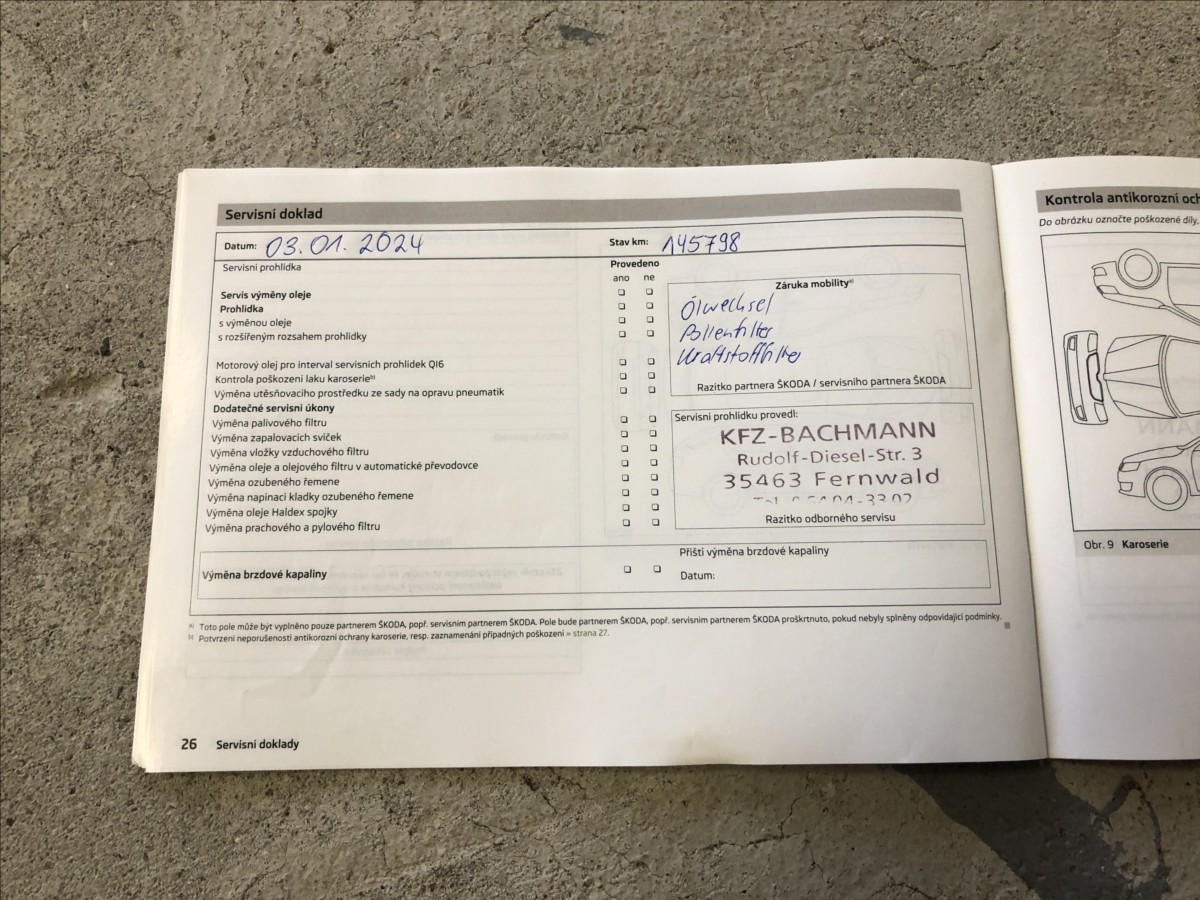 Servisní doklad
Datum: 03.01.2024 Stav km: 145798
Servisní prohlídka Provedeno
ano ne
Záruka mobility a)
Servis výměny oleje
Prohlídka
s výměnou oleje
s rozšířeným rozsahem prohlídky
Ölwechsel
Pollenfilter
Kraftstofffilter
Motorový olej pro interval servisních prohlídek QI6
Kontrola poškození laku karoserie b)
Výměna utěsňovacího prostředku ze sady na opravu pneumatik
Razítko partnera ŠKODA / servisního partnera ŠKODA
Dodatečné servisní úkony
Výměna palivového filtru
Výměna zapalovacích svíček
Výměna vložky vzduchového filtru
Výměna oleje a olejového filtru v automatické převodovce
Výměna ozubeného řemene
Výměna napínací kladky ozubeného řemene
Výměna oleje Haldex spojky
Výměna prachového a pylového filtru
Servisní prohlídku provedl:
KFZ-BACHMANN
Rudolf-Diesel-Str. 3
35463 Fernwald
Razítko odborného servisu
Výměna brzdové kapaliny
Příští výměna brzdové kapaliny
Datum:
a) Toto pole může být vyplněno pouze partnerem ŠKODA, popř. servisním partnerem ŠKODA. Pole bude partnerem ŠKODA, popř. servisním partnerem ŠKODA proškrtnuto, pokud nebyly splněny odpovídající podmínky.
b) Potvrzení neporušenosti antikorozní ochrany karoserie, resp. zaznamenání případných poškození » strana 27.
26 Servisní doklady
Kontrola antikorozní
Do obrázku označte poškozené díly.
Obr. 9 Karoserie